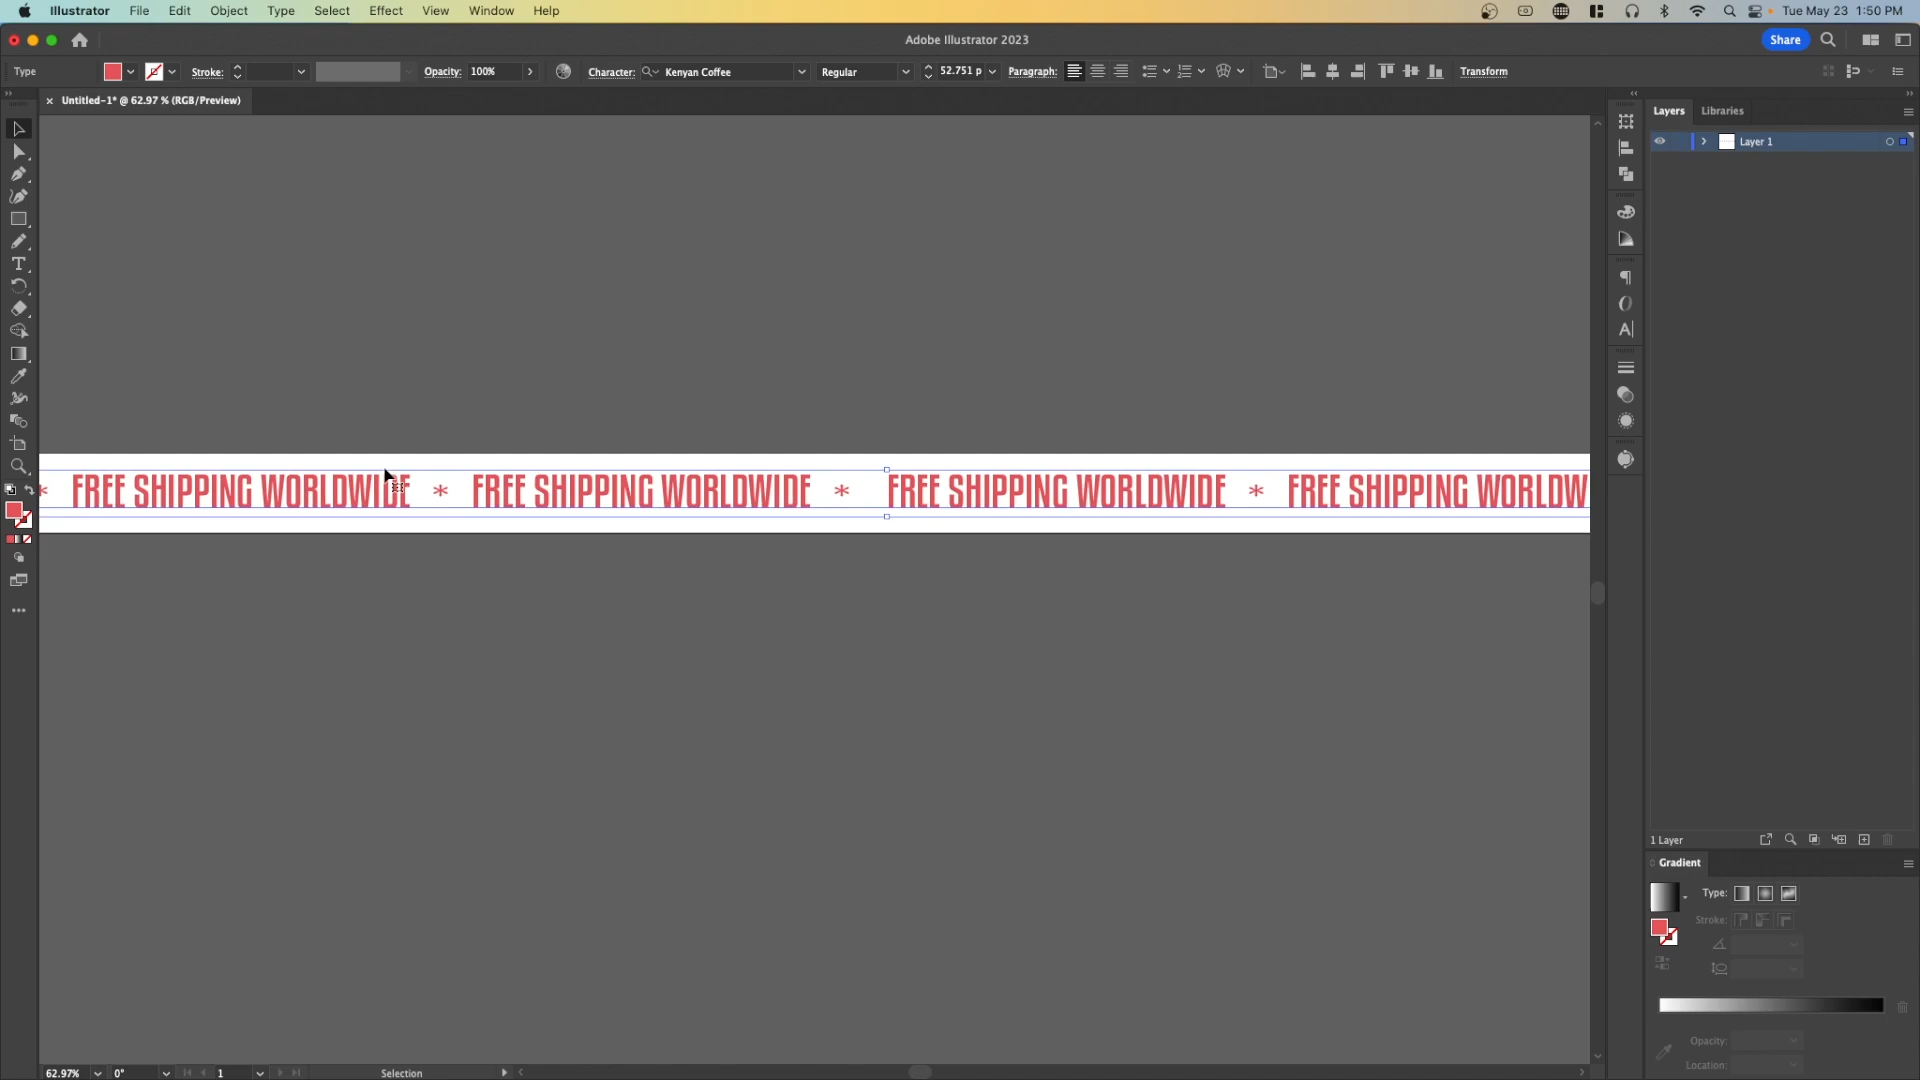 Illustrator File Edit Object Type Select Effect View Window Help Tue May 23 1:50 PM
Adobe Illustrator 2023 Share
Type Stroke: Opacity: 100% Character: Kenyan Coffee Regular 52.751 p Paragraph: Transform
× Untitled-1* @ 62.97 % (RGB/Preview)
Layers Libraries
Layer 1
* FREE SHIPPING WORLDWIDE * FREE SHIPPING WORLDWIDE * FREE SHIPPING WORLDWIDE * FREE SHIPPING WORLDW
1 Layer
Gradient
Type:
Stroke:
Opacity:
Location:
62.97% 0° 1 Selection